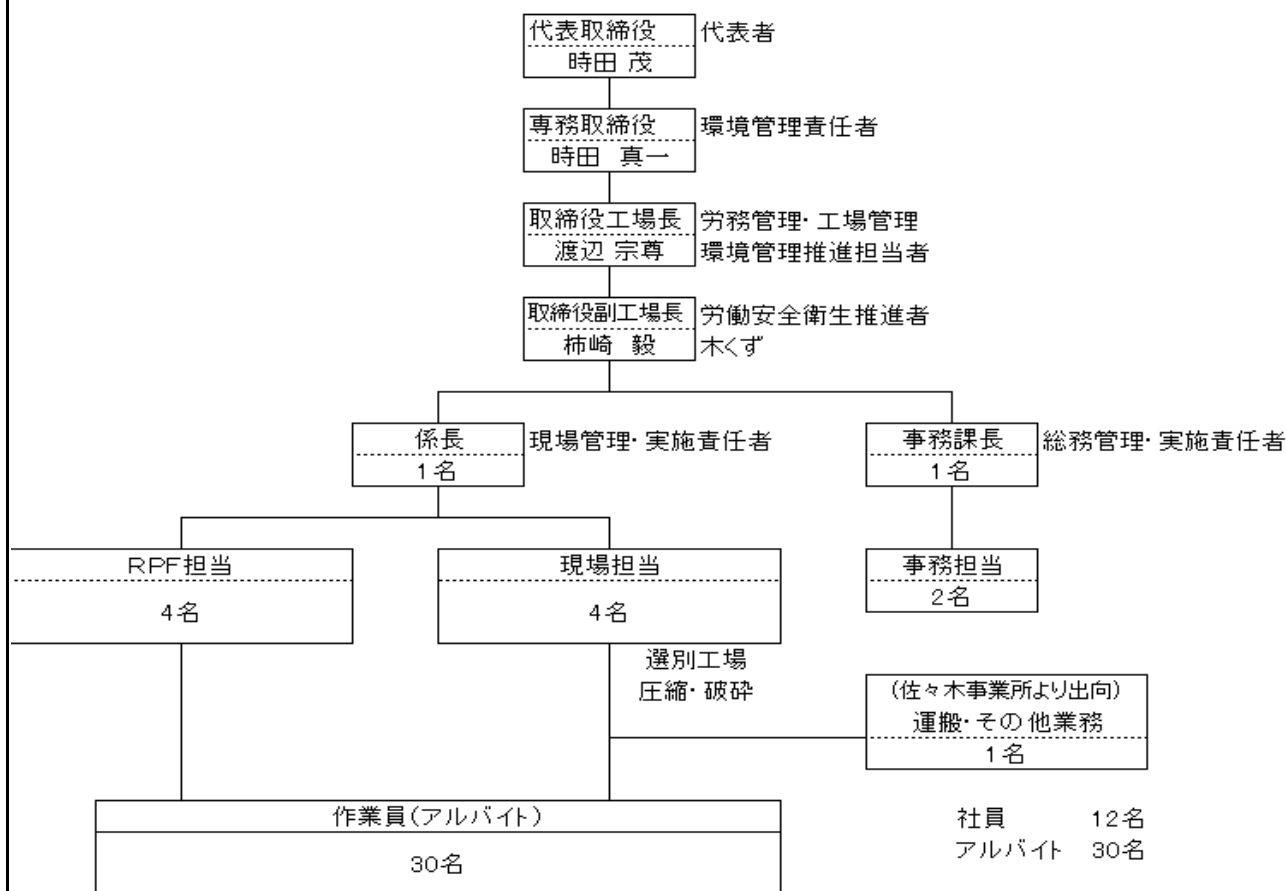 代表取締役 代表者
時田 茂
専務取締役 環境管理責任者
時田 真一
取締役工場長 労務管理・工場管理
渡辺 宗尊 環境管理推進担当者
取締役副工場長 労働安全衛生推進者
柿崎 毅 木くず
係長 現場管理・実施責任者
1名
事務課長 総務管理・実施責任者
1名
RPF担当
4名
現場担当
4名
事務担当
2名
選別工場
圧縮・破砕
(佐々木事業所より出向)
運搬・その他業務
1名
作業員(アルバイト)
30名
社員 12名
アルバイト 30名